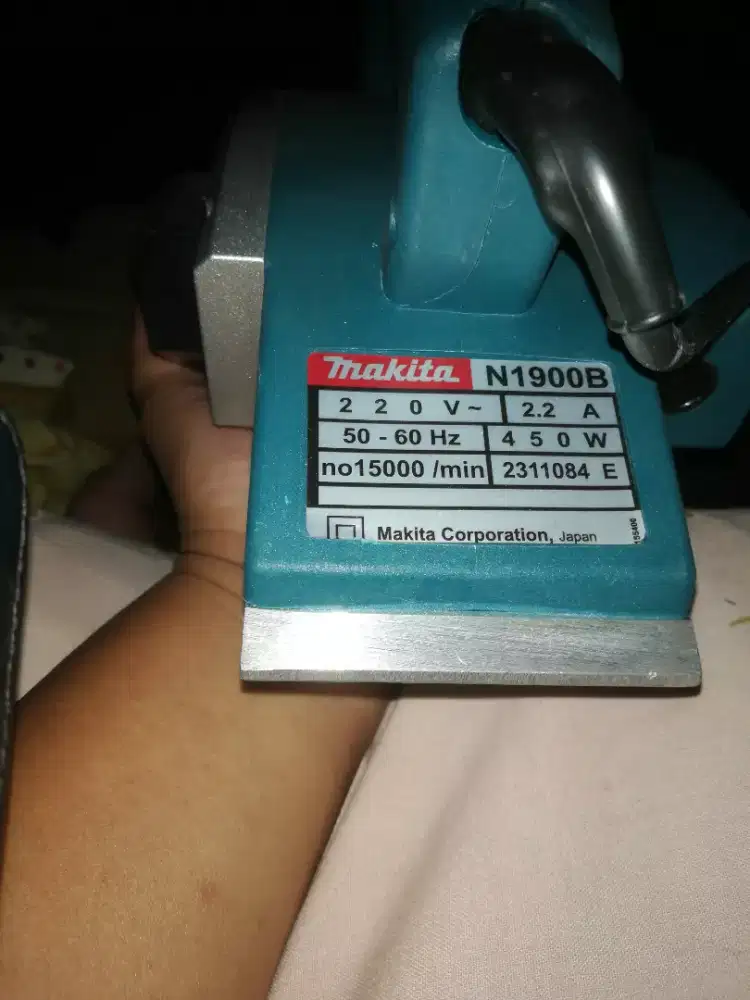 Makita N1900B
2 2 0 V ~ 2.2 A
50 - 60 Hz 4 5 0 W
no15000 /min 2311084 E
Makita Corporation, Japan